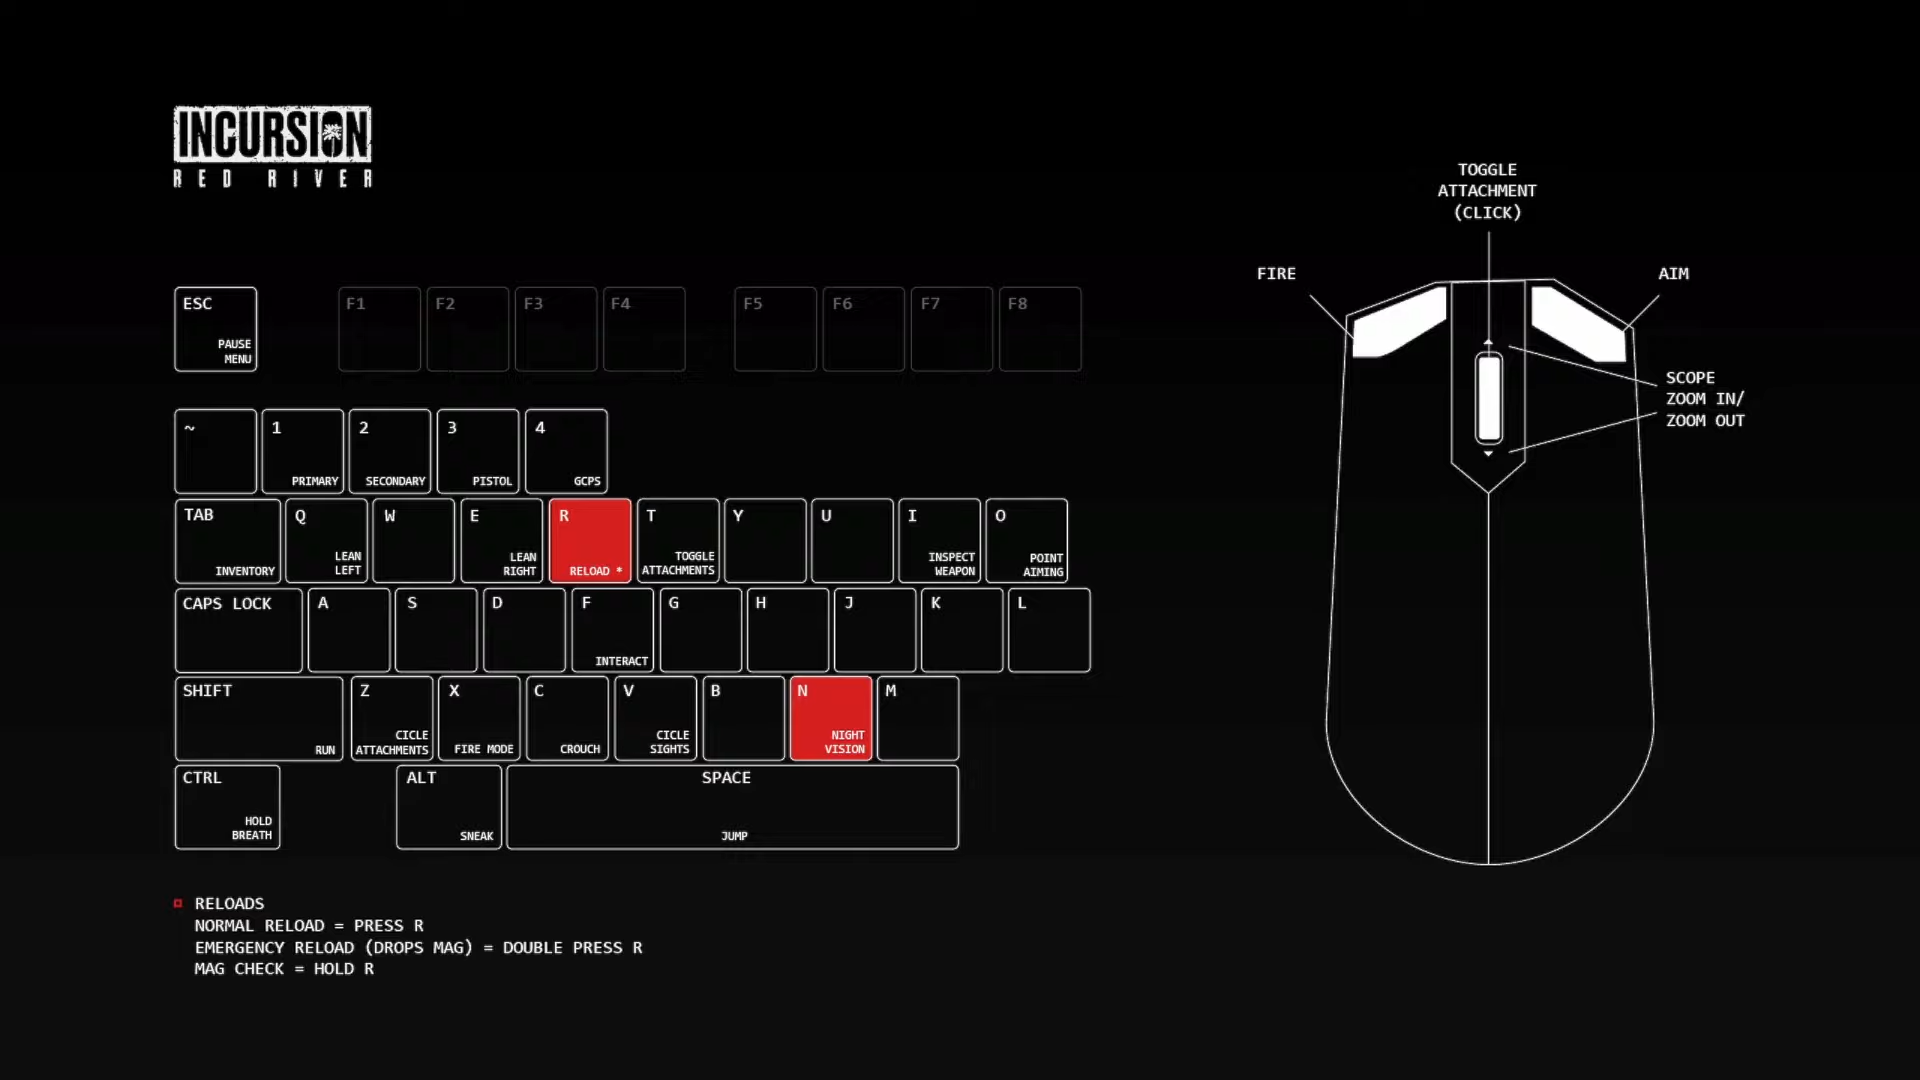 INCURSION
RED RIVER
TOGGLE
ATTACHMENT
(CLICK)
FIRE
AIM
SCOPE
ZOOM IN/
ZOOM OUT
ESC
PAUSE
MENU
F1
F2
F3
F4
F5
F6
F7
F8
~
1
PRIMARY
2
SECONDARY
3
PISTOL
4
GCPS
TAB
INVENTORY
Q
LEAN
LEFT
W
E
LEAN
RIGHT
R
RELOAD *
T
TOGGLE
ATTACHMENTS
Y
U
I
INSPECT
WEAPON
O
POINT
AIMING
CAPS LOCK
A
S
D
F
INTERACT
G
H
J
K
L
SHIFT
RUN
Z
CICLE
ATTACHMENTS
X
FIRE MODE
C
CROUCH
V
CICLE
SIGHTS
B
N
NIGHT
VISION
M
CTRL
HOLD
BREATH
ALT
SNEAK
SPACE
JUMP
RELOADS
NORMAL RELOAD = PRESS R
EMERGENCY RELOAD (DROPS MAG) = DOUBLE PRESS R
MAG CHECK = HOLD R